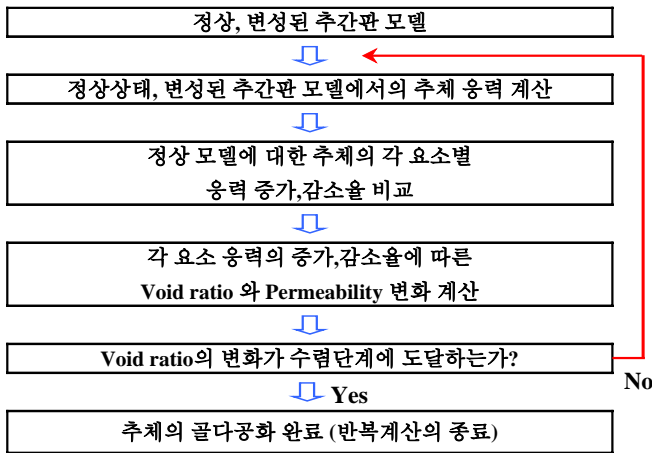 정상, 변성된 추간판 모델
정상상태, 변성된 추간판 모델에서의 추체 응력 계산
정상 모델에 대한 추체의 각 요소별
응력 증가,감소율 비교
각 요소 응력의 증가,감소율에 따른
Void ratio 와 Permeability 변화 계산
Void ratio의 변화가 수렴단계에 도달하는가?
No
Yes
추체의 골다공화 완료 (반복계산의 종료)